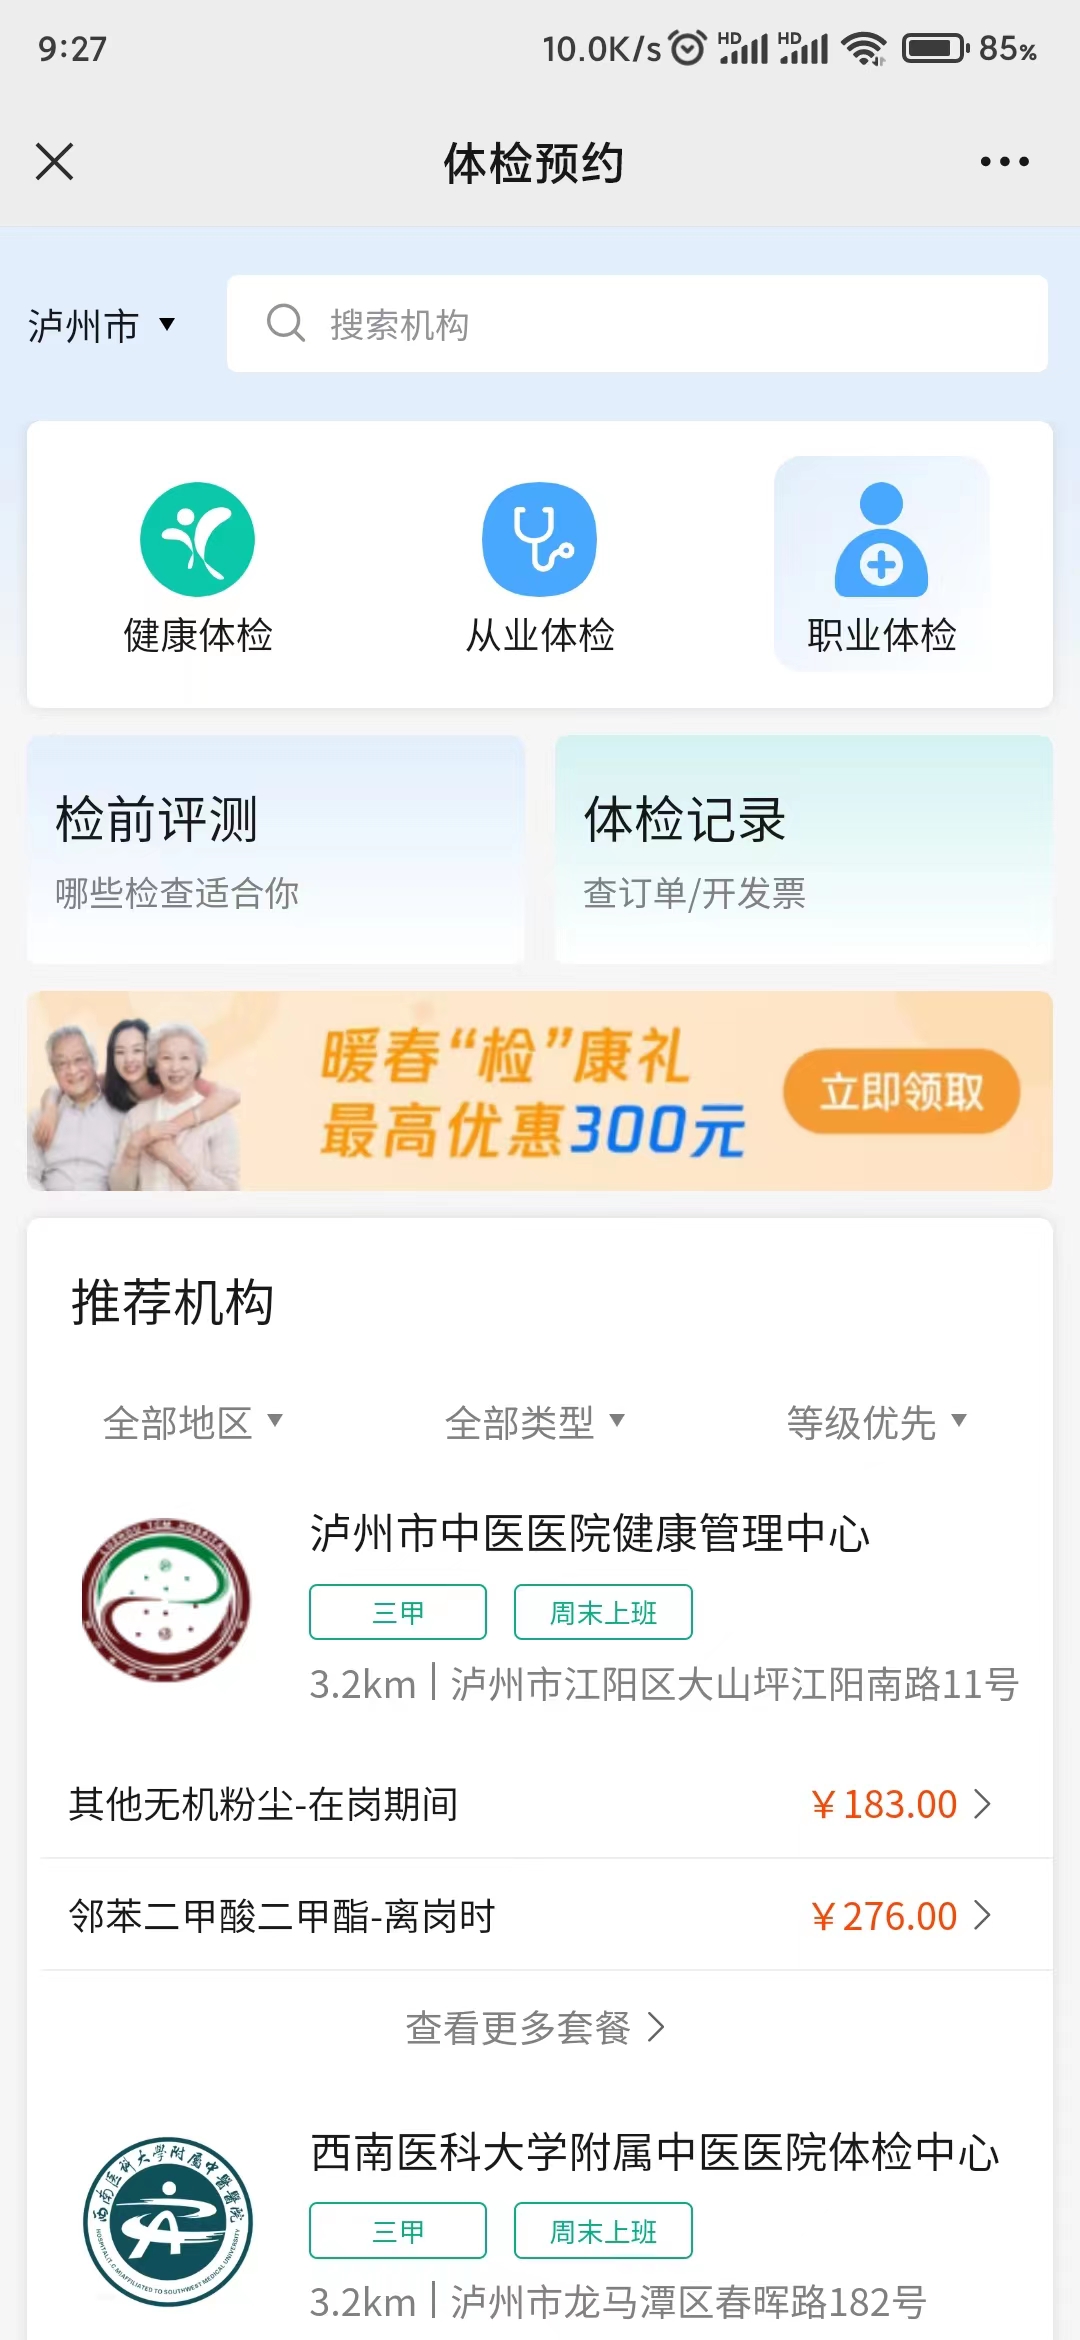 9:27
10.0K/s HD HD 85%
体检预约
泸州市
搜索机构
健康体检 从业体检 职业体检
检前评测
哪些检查适合你
体检记录
查订单/开发票
暖春“检”康礼
最高优惠300元
立即领取
推荐机构
全部地区 全部类型 等级优先
泸州市中医医院健康管理中心
三甲 周末上班
3.2km | 泸州市江阳区大山坪江阳南路11号
其他无机粉尘-在岗期间 ￥183.00
邻苯二甲酸二甲酯-离岗时 ￥276.00
查看更多套餐
西南医科大学附属中医医院体检中心
西南医科大学附属中醫醫院
三甲 周末上班
3.2km | 泸州市龙马潭区春晖路182号